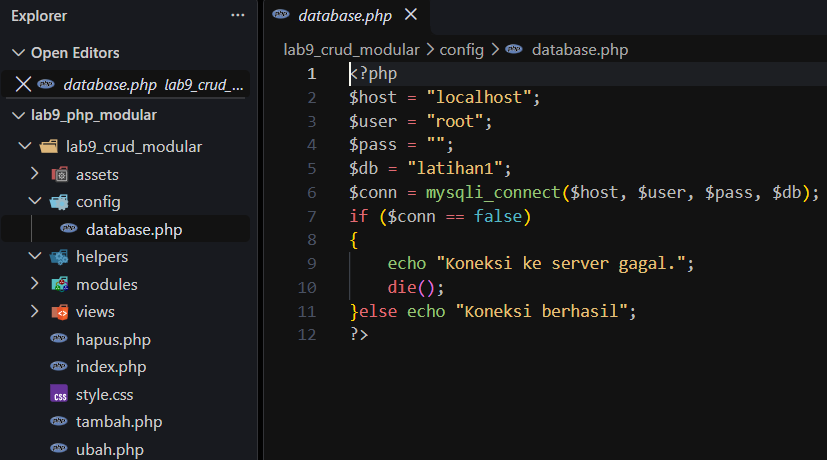 Explorer
Open Editors
database.php lab9_crud_...
lab9_php_modular
lab9_crud_modular
assets
config
database.php
helpers
modules
views
hapus.php
index.php
style.css
tambah.php
ubah.php
database.php
lab9_crud_modular > config > database.php
1 <?php
2 $host = "localhost";
3 $user = "root";
4 $pass = "";
5 $db = "latihan1";
6 $conn = mysqli_connect($host, $user, $pass, $db);
7 if ($conn == false)
8 {
9     echo "Koneksi ke server gagal.";
10     die();
11 }else echo "Koneksi berhasil";
12 ?>